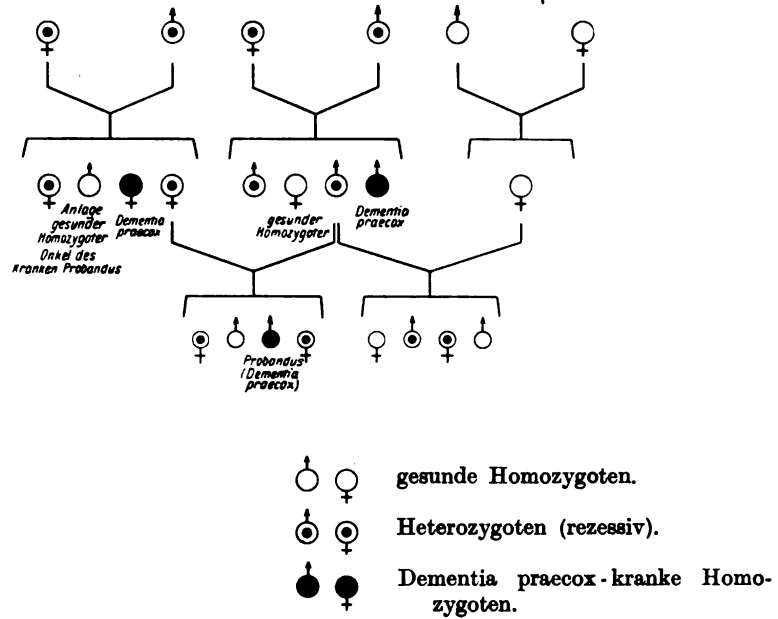 Anlage
gesunder
Homozygoter
Onkel des
Kranken Probandus
Dementia
praecox
gesunder
Homozygoter
Dementia
praecox
Probandus
(Dementia
praecox)
gesunde Homozygoten.
Heterozygoten (rezessiv).
Dementia praecox-kranke Homo-
zygoten.